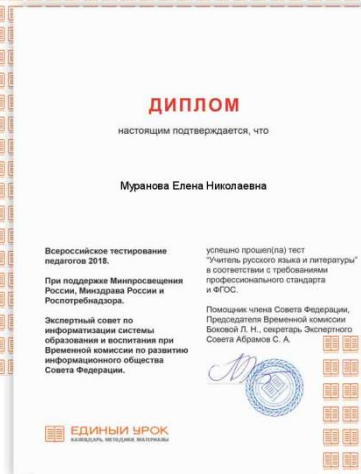 ДИПЛОМ
настоящим подтверждается, что
Муранова Елена Николаевна
Всероссийское тестирование
педагогов 2018.
При поддержке Минпросвещения
России, Минздрава России и
Роспотребнадзора.
Экспертный совет по
информатизации системы
образования и воспитания при
Временной комиссии по развитию
информационного общества
Совета Федерации.
успешно прошел(ла) тест
"Учитель русского языка и литературы"
в соответствии с требованиями
профессионального стандарта
и ФГОС.
Помощник члена Совета Федерации,
Председателя Временной комиссии
Боковой Л. Н., секретарь Экспертного
Совета Абрамов С. А.
ЕДИНЫЙ УРОК
КАЛЕНДАРЬ, МЕТОДИКИ, МАТЕРИАЛЫ